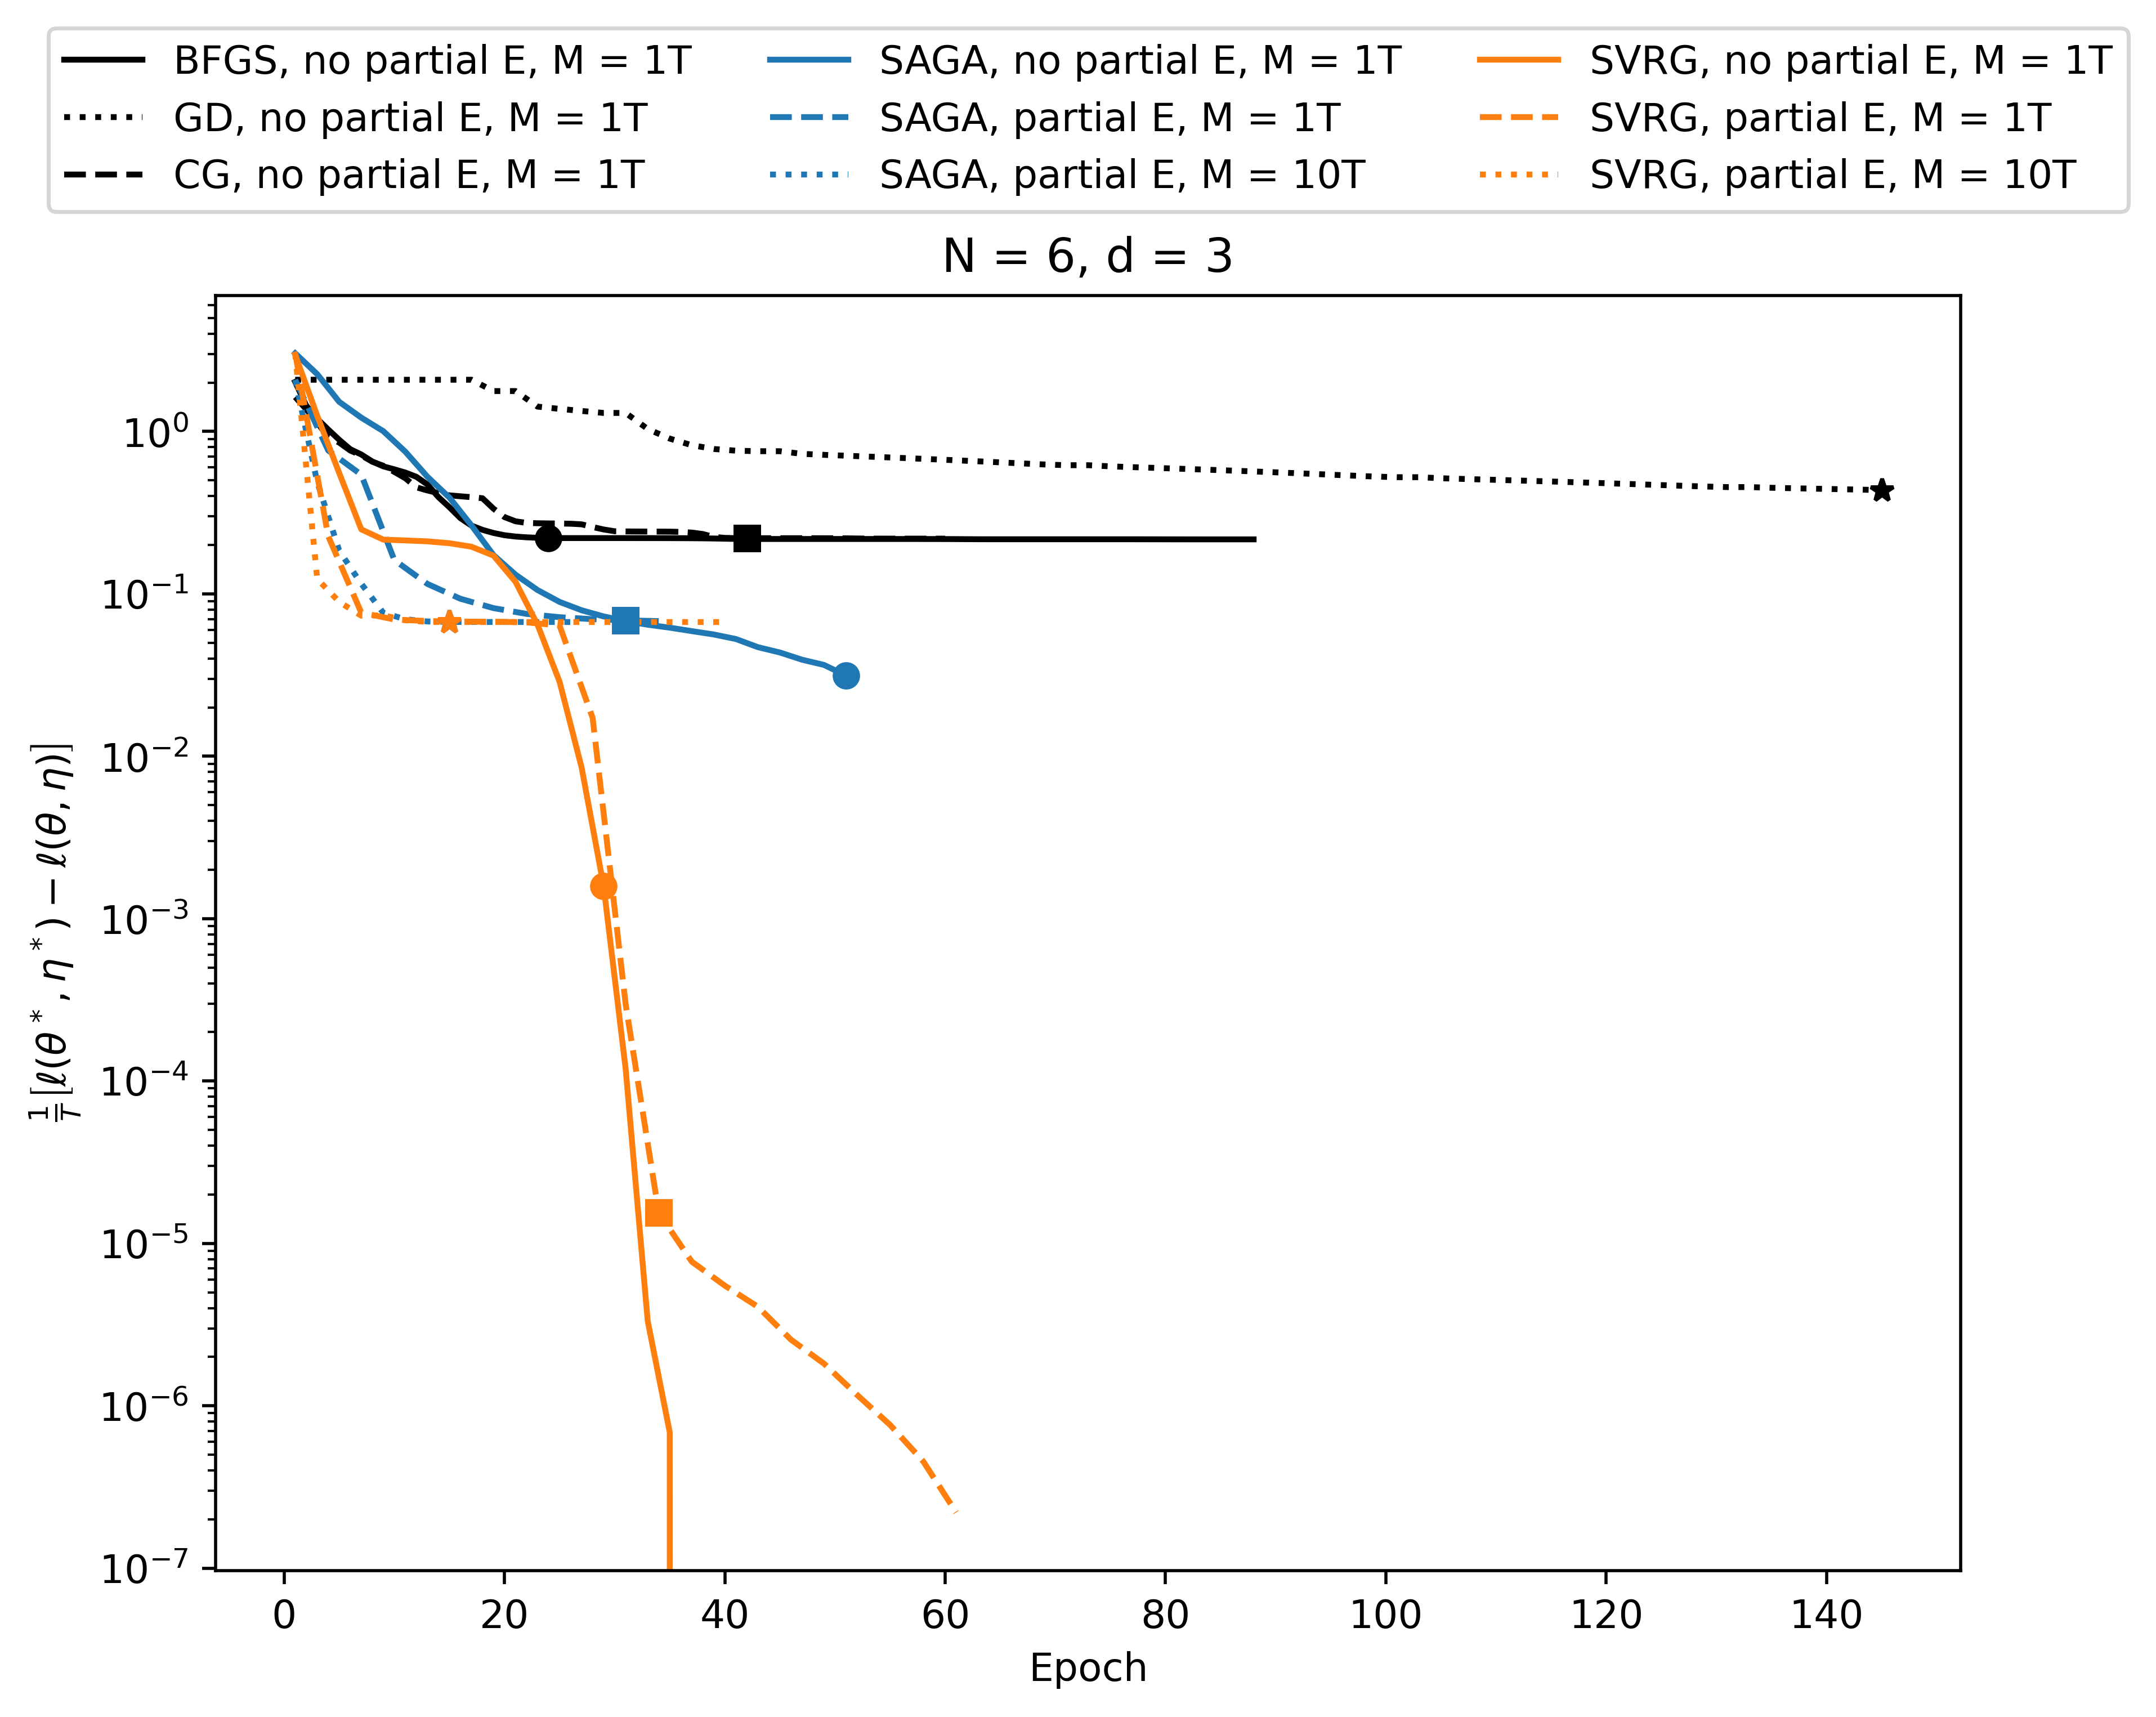 BFGS, no partial E, M = 1T
GD, no partial E, M = 1T
CG, no partial E, M = 1T
SAGA, no partial E, M = 1T
SAGA, partial E, M = 1T
SAGA, partial E, M = 10T
SVRG, no partial E, M = 1T
SVRG, partial E, M = 1T
SVRG, partial E, M = 10T
N = 6, d = 3
10⁰
10⁻¹
10⁻²
10⁻³
10⁻⁴
10⁻⁵
10⁻⁶
10⁻⁷
1/T [ℓ(θ*, η*) − ℓ(θ, η)]
0 20 40 60 80 100 120 140
Epoch